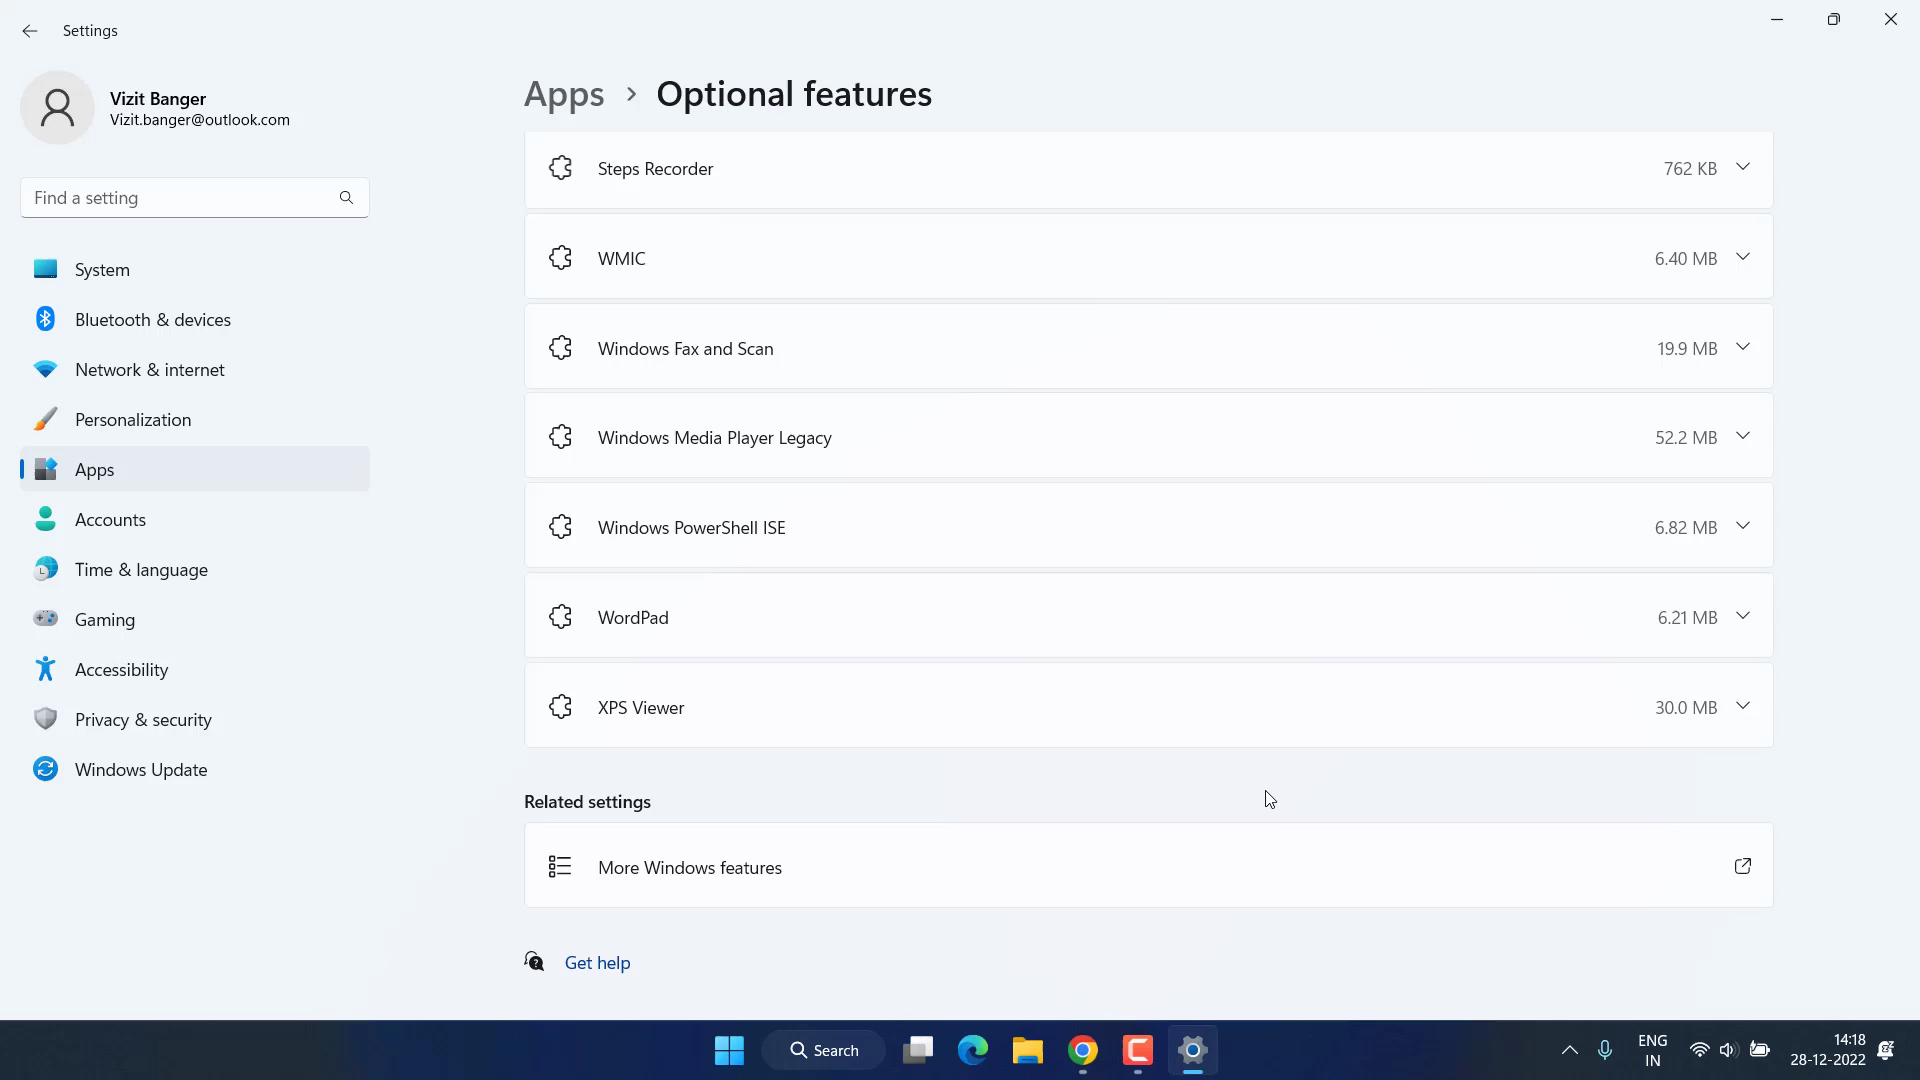 Settings
Vizit Banger
Vizit.banger@outlook.com
Find a setting
System
Bluetooth & devices
Network & internet
Personalization
Apps
Accounts
Time & language
Gaming
Accessibility
Privacy & security
Windows Update
Apps › Optional features
Steps Recorder 762 KB
WMIC 6.40 MB
Windows Fax and Scan 19.9 MB
Windows Media Player Legacy 52.2 MB
Windows PowerShell ISE 6.82 MB
WordPad 6.21 MB
XPS Viewer 30.0 MB
Related settings
More Windows features
Get help
Search
ENG
IN
14:18
28-12-2022